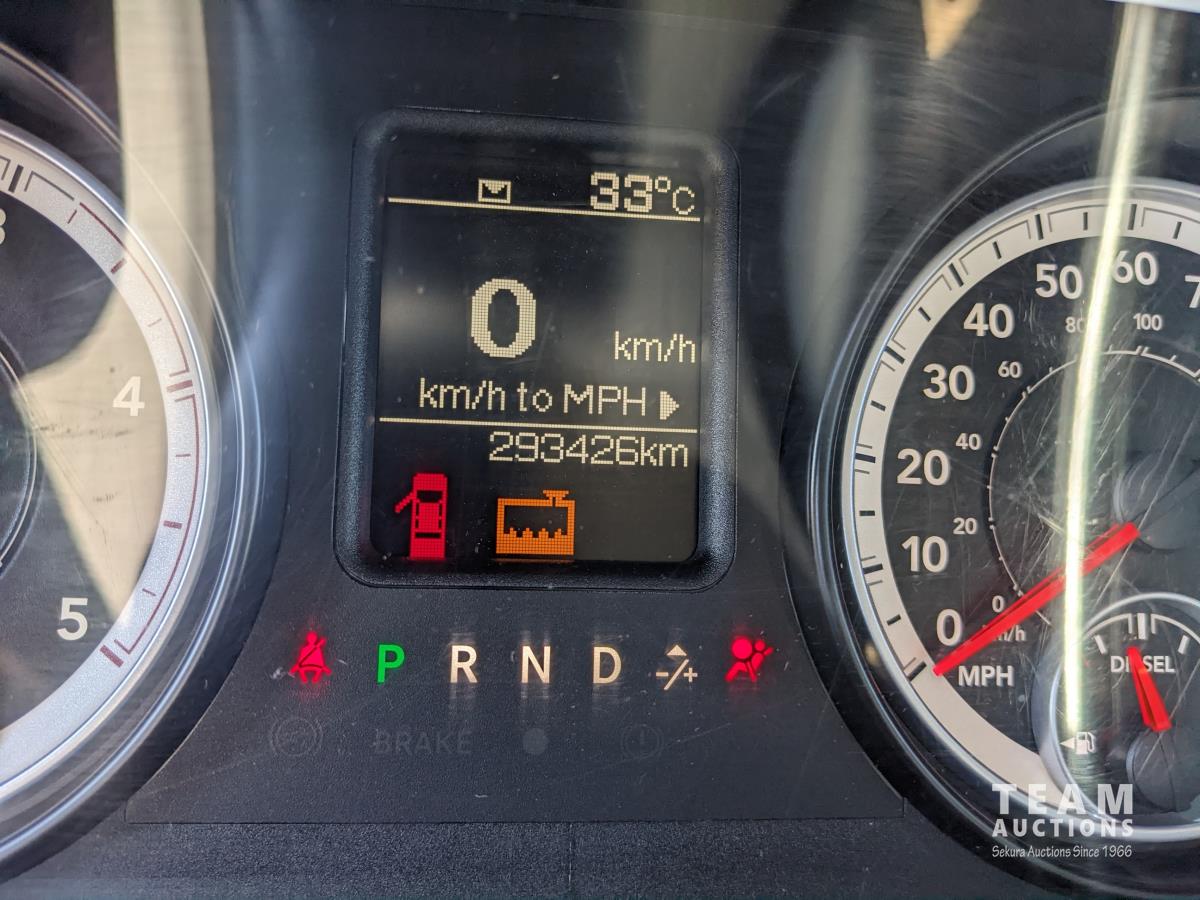 33°C
0
km/h
km/h to MPH ▶
293426km
P R N D -/+
BRAKE
4
5
0
10
20
30
40
50
60
0
20
40
60
80
100
MPH
DIESEL
TEAM
AUCTIONS
Sekura Auctions Since 1966